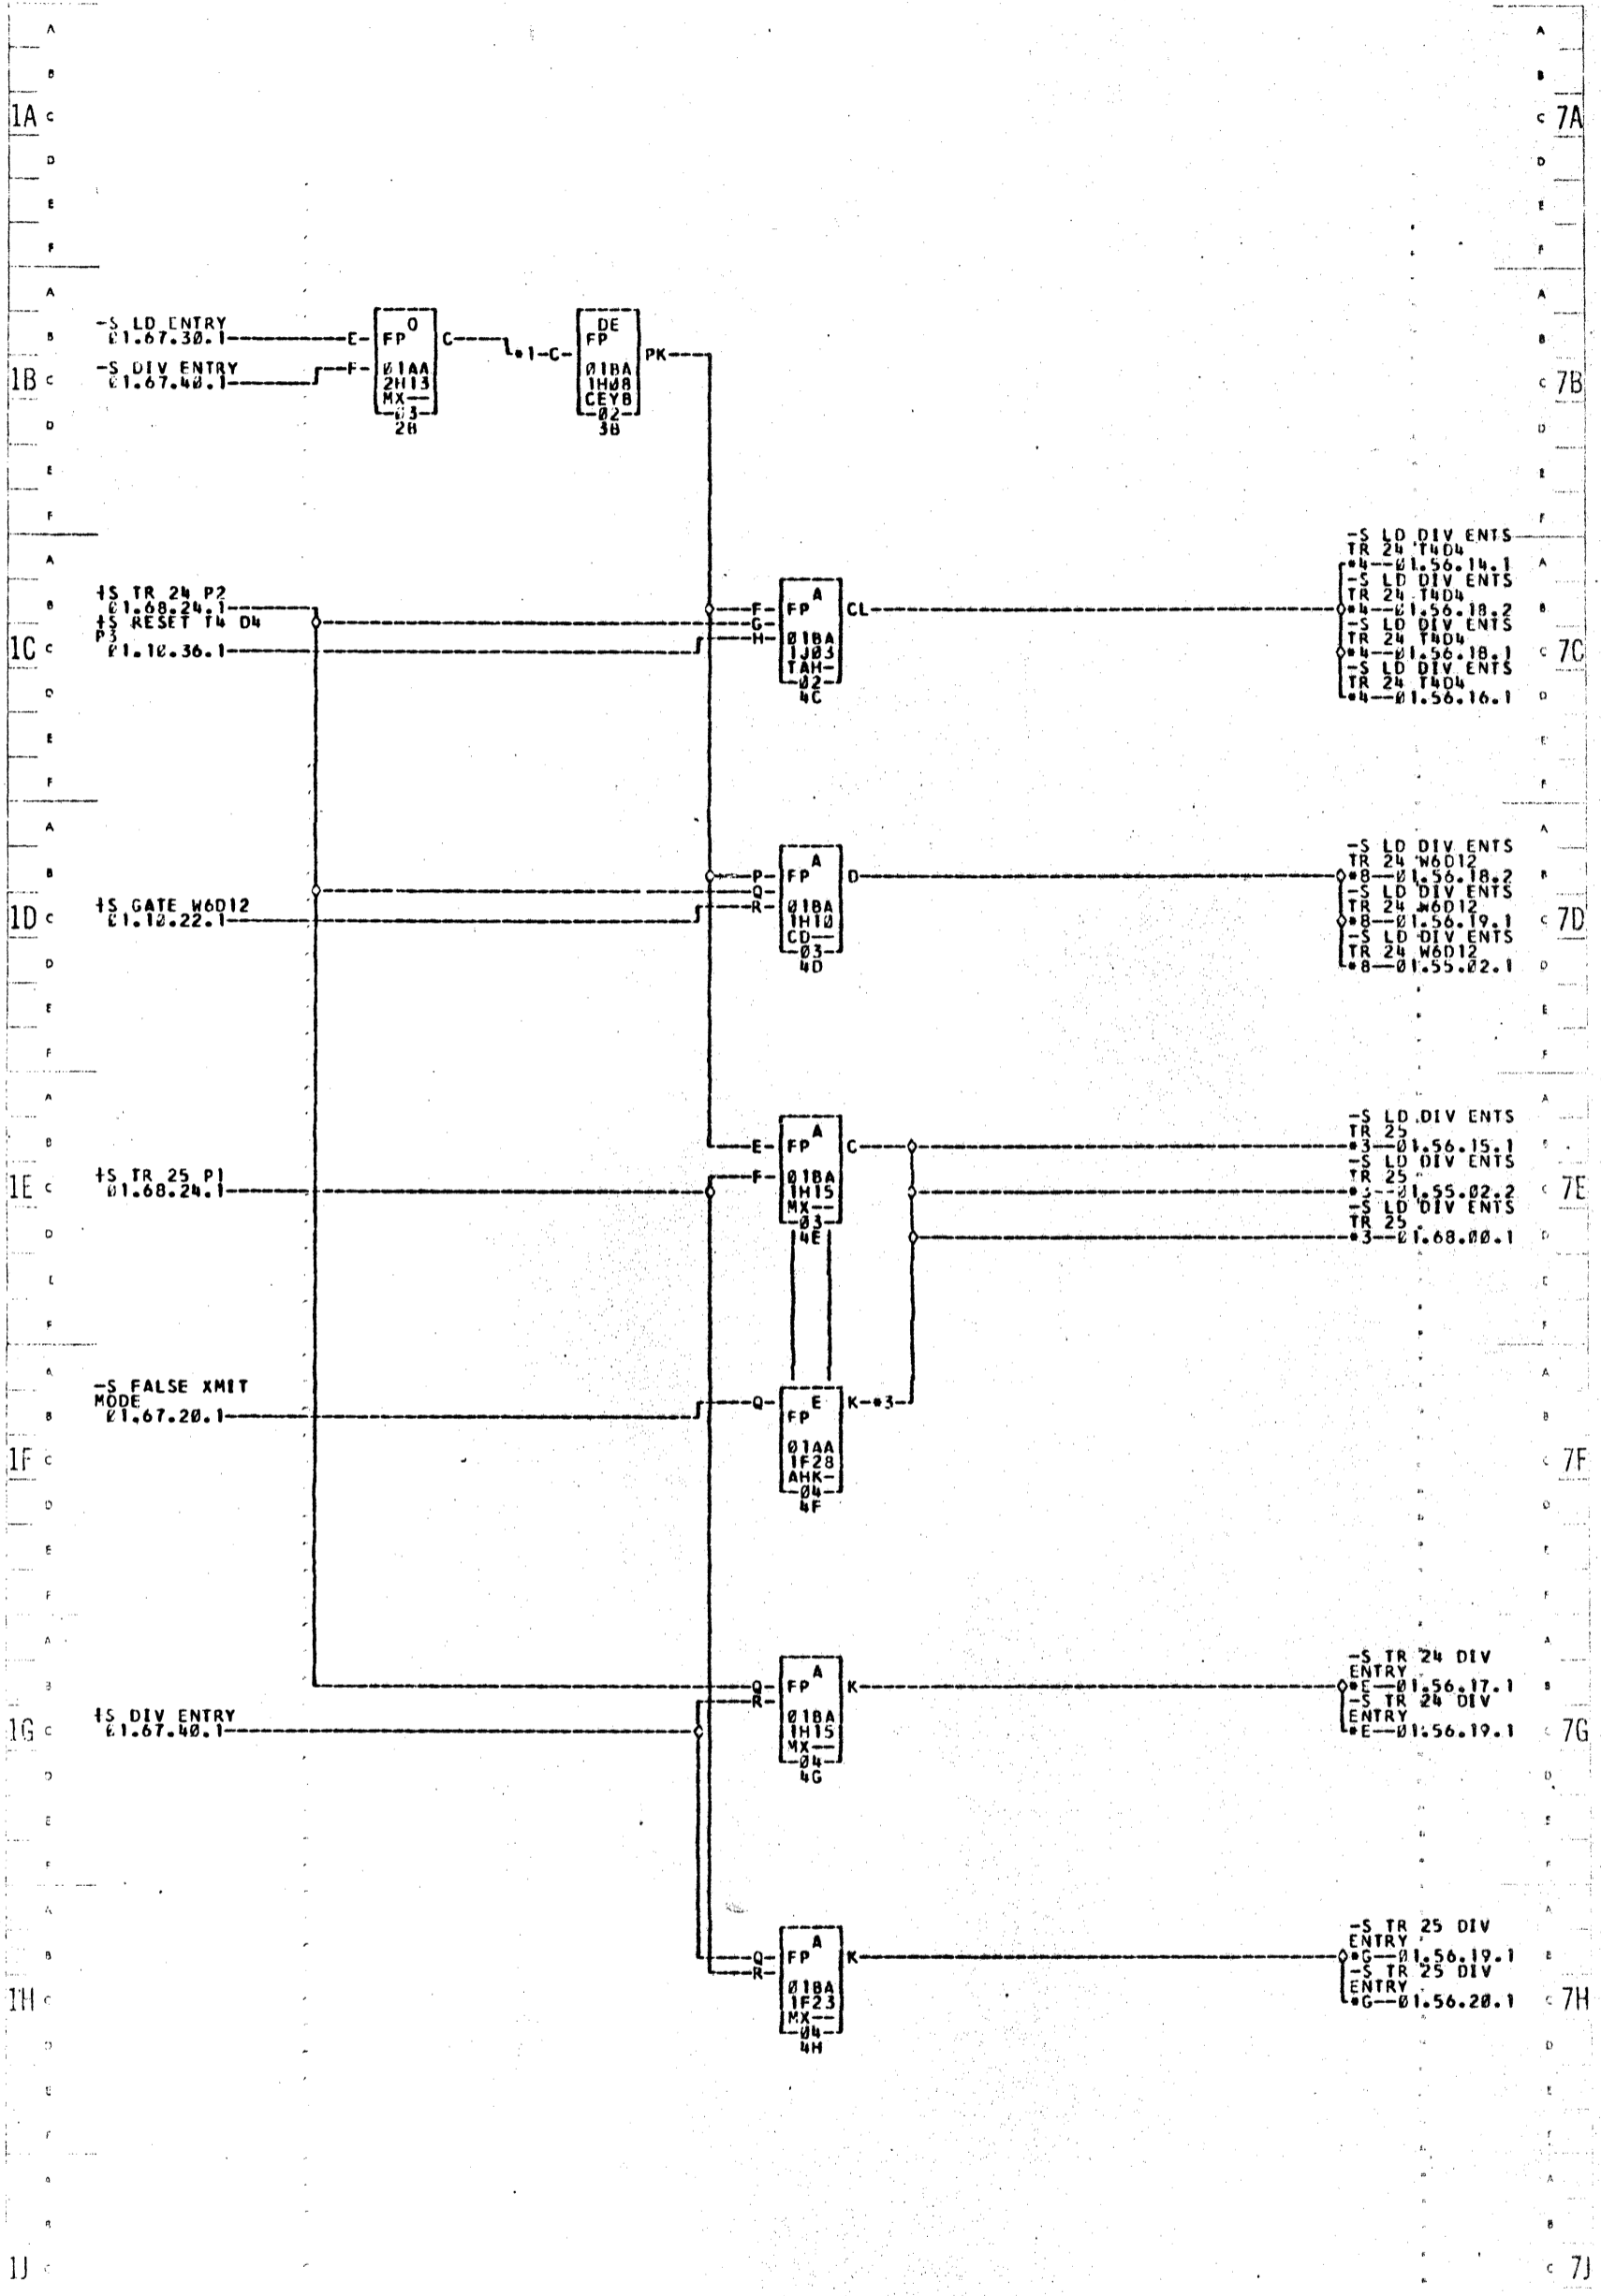 -S LD ENTRY
01.67.30.1
-S DIV ENTRY
01.67.40.1
E
F
O
FP
01AA
2H13
MX--
03
2B
C
*1-C
DE
FP
01BA
1H08
CEYB
02
3B
PK
1A
7A
1B
7B
+S TR 24 P2
01.68.24.1
+S RESET T4 D4
P3
01.10.36.1
F
G
H
A
FP
01BA
1J03
TAH-
02
4C
CL
-S LD DIV ENTS
TR 24 T4D4
*4--01.56.14.1
-S LD DIV ENTS
TR 24 T4D4
*4--01.56.18.2
-S LD DIV ENTS
TR 24 T4D4
*4--01.56.18.1
-S LD DIV ENTS
TR 24 T4D4
*4--01.56.16.1
1C
7C
+S GATE W6D12
01.10.22.1
P
Q
R
A
FP
01BA
1H10
CD--
03
4D
D
-S LD DIV ENTS
TR 24 W6D12
*8--01.56.18.2
-S LD DIV ENTS
TR 24 W6D12
*8--01.56.19.1
-S LD DIV ENTS
TR 24 W6D12
*8--01.55.02.1
1D
7D
+S TR 25 P1
01.68.24.1
E
F
A
FP
01BA
1H15
MX--
03
4E
C
-S LD DIV ENTS
TR 25
*3--01.56.15.1
-S LD DIV ENTS
TR 25
*3--01.55.02.2
-S LD DIV ENTS
TR 25
*3--01.68.00.1
1E
7E
-S FALSE XMIT
MODE
01.67.20.1
Q
E
FP
01AA
1F28
AHK-
04
4F
K-*3
1F
7F
+S DIV ENTRY
01.67.40.1
Q
R
A
FP
01BA
1H15
MX--
04
4G
K
-S TR 24 DIV
ENTRY
*E--01.56.17.1
-S TR 24 DIV
ENTRY
*E--01.56.19.1
1G
7G
Q
R
A
FP
01BA
1F23
MX--
04
4H
K
-S TR 25 DIV
ENTRY
*G--01.56.19.1
-S TR 25 DIV
ENTRY
*G--01.56.20.1
1H
7H
1J
7J